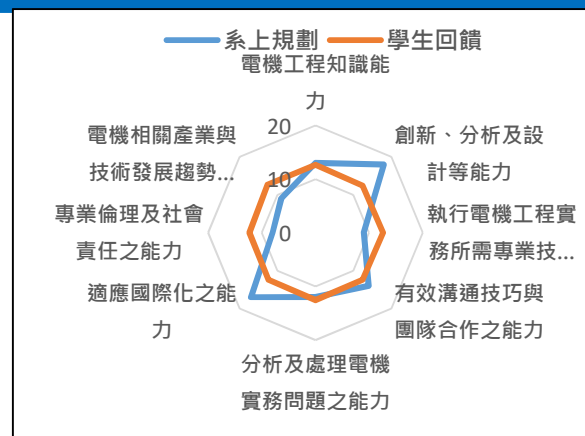 系上規劃 學生回饋
電機工程知識能
力
創新、分析及設
計等能力
執行電機工程實
務所需專業技...
有效溝通技巧與
團隊合作之能力
分析及處理電機
實務問題之能力
適應國際化之能
力
專業倫理及社會
責任之能力
電機相關產業與
技術發展趨勢...
20
10
0